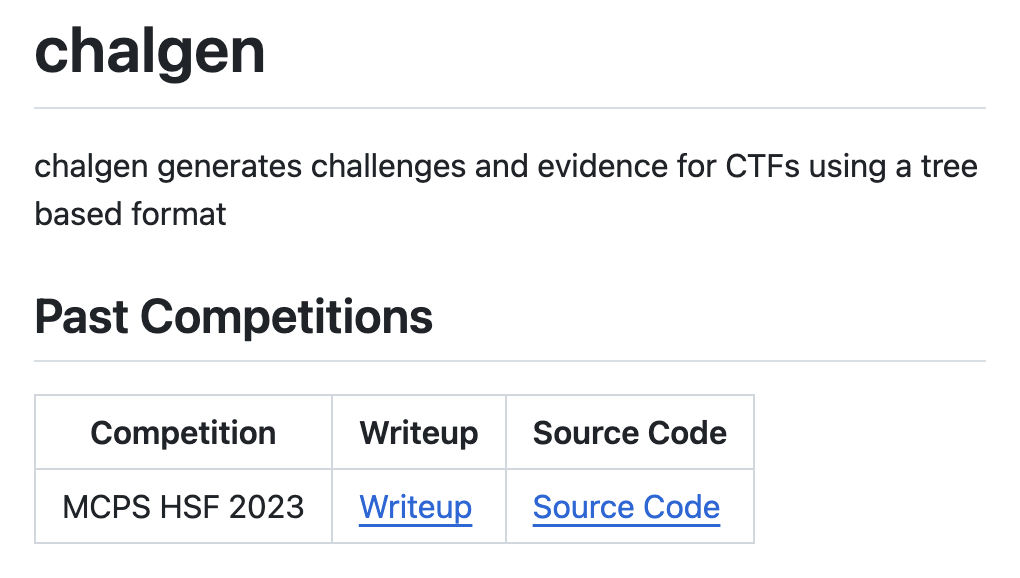 chalgen
chalgen generates challenges and evidence for CTFs using a tree
based format
Past Competitions
Competition Writeup Source Code
MCPS HSF 2023 Writeup Source Code